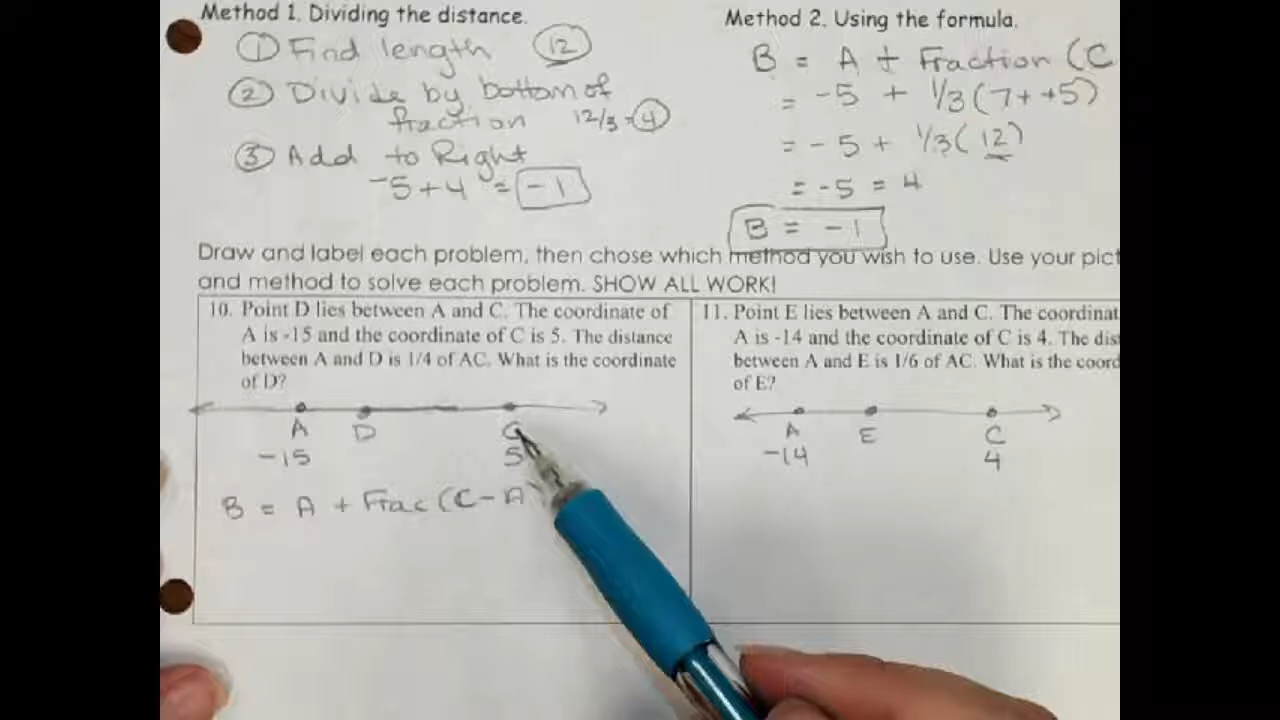 Method 1. Dividing the distance.
① Find length 12
② Divide by bottom of
fraction 12/3 = 4
③ Add to Right
-5 + 4 = -1
Method 2. Using the formula.
B = A + Fraction (C
= -5 + 1/3 (7 + +5)
= -5 + 1/3 (12)
= -5 = 4
B = -1
Draw and label each problem, then chose which method you wish to use. Use your pict
and method to solve each problem. SHOW ALL WORK!
10. Point D lies between A and C. The coordinate of
A is -15 and the coordinate of C is 5. The distance
between A and D is 1/4 of AC. What is the coordinate
of D?
A D C
-15 5
B = A + Frac (C - A
11. Point E lies between A and C. The coordinat
A is -14 and the coordinate of C is 4. The dis
between A and E is 1/6 of AC. What is the coord
of E?
A E C
-14 4